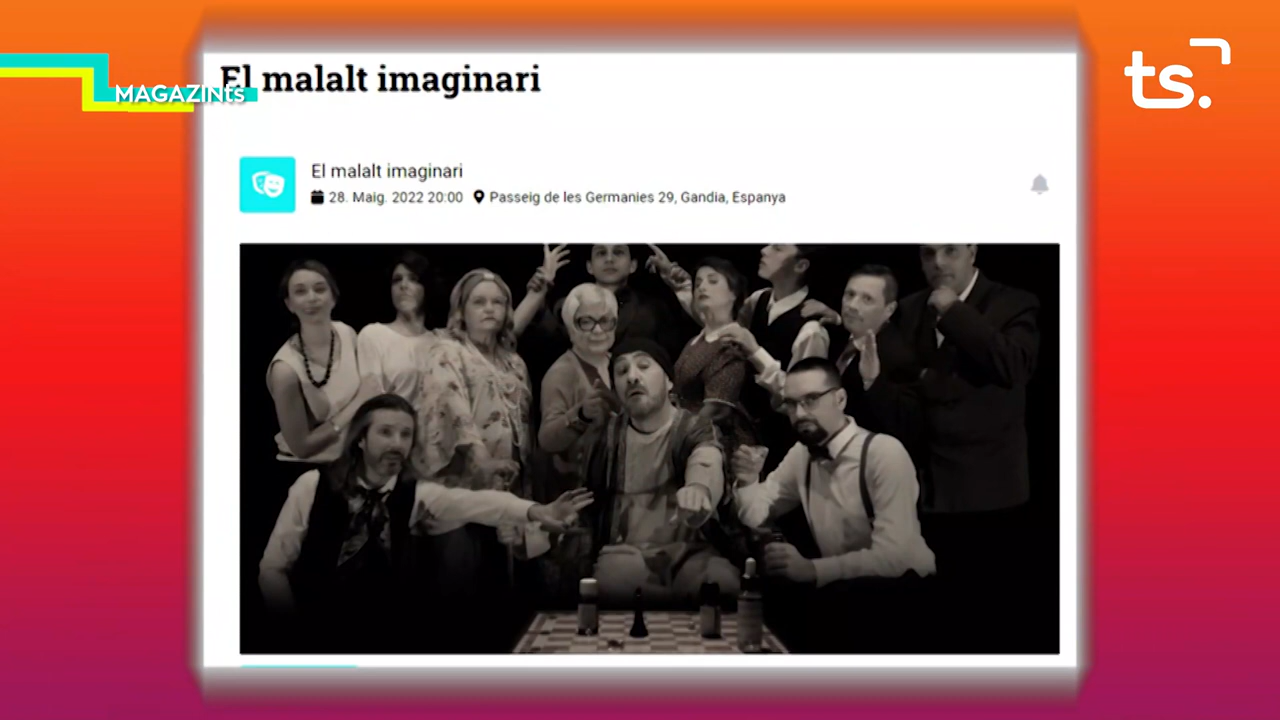 El malalt imaginari
MAGAZINts
ts.
El malalt imaginari
28. Maig. 2022 20:00 Passeig de les Germanies 29, Gandia, Espanya